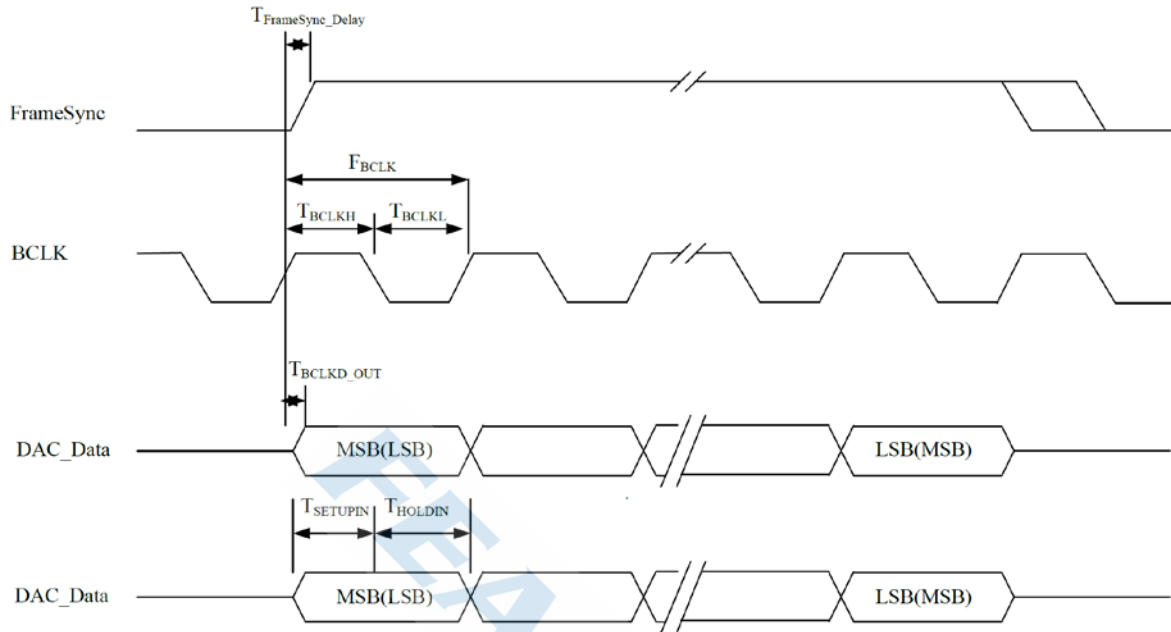 TFrameSync_Delay
FrameSync
FBCLK
TBCLKH TBCLKL
BCLK
TBCLKD_OUT
DAC_Data MSB(LSB) LSB(MSB)
TSETUPIN THOLDIN
DAC_Data MSB(LSB) LSB(MSB)
FEA